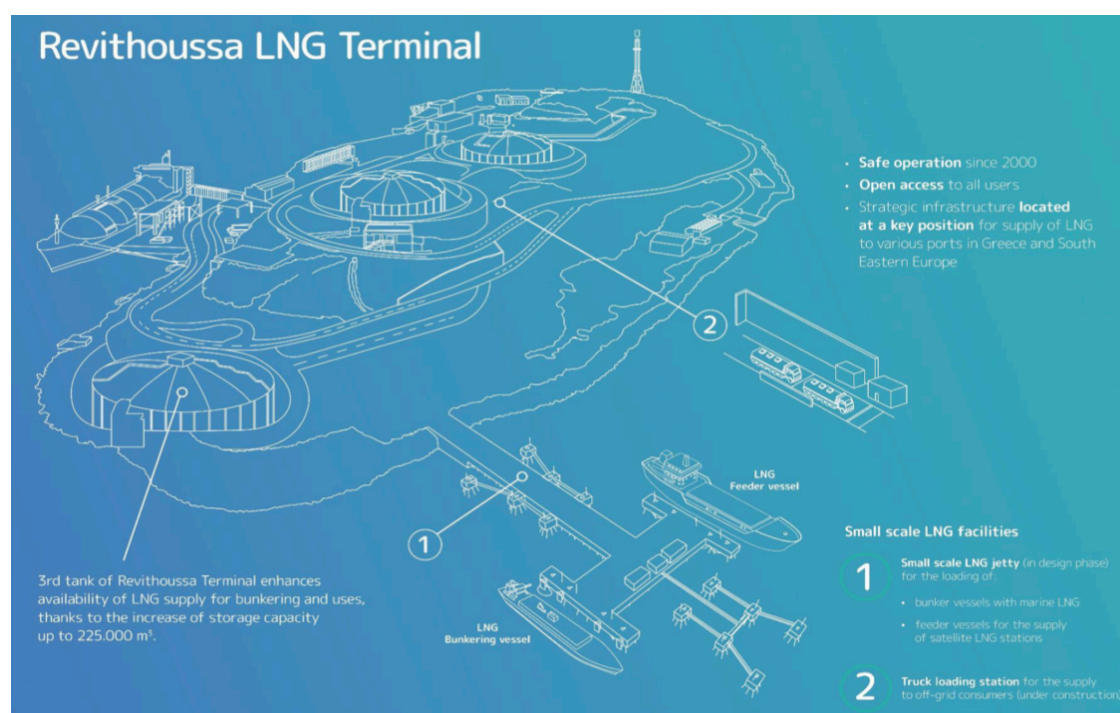 Revithoussa LNG Terminal
• Safe operation since 2000
• Open access to all users
• Strategic infrastructure located
at a key position for supply of LNG
to various ports in Greece and South
Eastern Europe
2
1
LNG
Feeder vessel
LNG
Bunkering vessel
3rd tank of Revithoussa Terminal enhances
availability of LNG supply for bunkering and uses,
thanks to the increase of storage capacity
up to 225.000 m³.
Small scale LNG facilities
1
Small scale LNG jetty (in design phase)
for the loading of:
• bunker vessels with marine LNG
• feeder vessels for the supply
of satellite LNG stations
2
Truck loading station for the supply
to off-grid consumers (under construction)